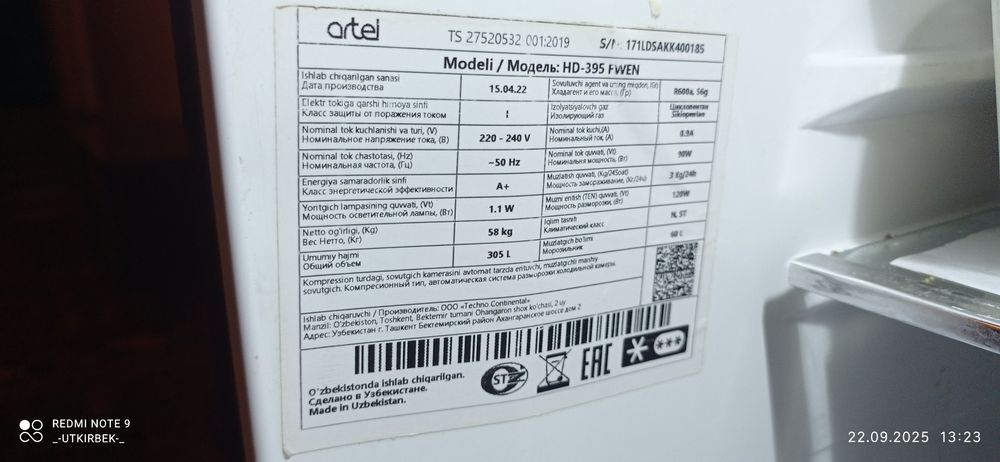 artel
TS 27520532-001:2019
S/N: 171LDSAKK400185
Modeli / Модель: HD-395 FWEN
Ishlab chiqarilgan sanasi
Дата производства
15.04.22
Elektr tokiga qarshi himoya sinfi
Класс защиты от поражения током
I
Nominal tok kuchlanishi va turi, (V)
Номинальное напряжение тока, (В)
220 - 240 V
Nominal tok chastotasi, (Hz)
Номинальная частота, (Гц)
~50 Hz
Energiya samaradorlik sinfi
Класс энергетической эффективности
A+
Yoritgich lampasining quvvati, (Vt)
Мощность осветительной лампы, (Вт)
1.1 W
Netto og'irligi, (Kg)
Вес Нетто, (Кг)
58 kg
Umumiy hajmi
Общий объем
305 L
Sovutuvchi agent va uning miqdori, (Gr)
Хладагент и его масса, (Гр)
R600a, 56g
Izolyatsiyalovchi gaz
Изолирующий газ
Циклопентан
Siklopentan
Nominal tok kuchi,(A)
Номинальный ток, (А)
0.9A
Nominal tok quvvati, (Vt)
Номинальная мощность, (Вт)
90W
Muzlatish quvvati, (Kg/24Soat)
Мощность замораживание, (Кг/24ч)
3 Kg/24h
Muzni eritish (TEN) quvvati, (Vt)
Мощность разморозки, (Вт)
120W
Iqlim tasnifi
Климатический класс
N, ST
Muzlatgich bo'limi
Морозильник
60 L
Kompression turdagi, sovutgich kamerasini avtomat tarzda erituvchi, muzlatgichli maishiy
sovutgich. Компресионный тип, автоматическая система разморозки холодильной камеры.
Ishlab chiqaruvchi / Производитель: ООО «Techno Continental»
Manzil: O'zbekiston, Toshkent, Bektemir tumani Ohangaron shox ko'chasi, 2 uy
Адрес: Узбекистан г. Ташкент Бектемирский район Ахангаранское шоссе дом 2
O'zbekistonda ishlab chiqarilgan.
Сделано в Узбекистане.
Made in Uzbekistan.
EAC
REDMI NOTE 9
_-UTKIRBEK-_
22.09.2025 13:23